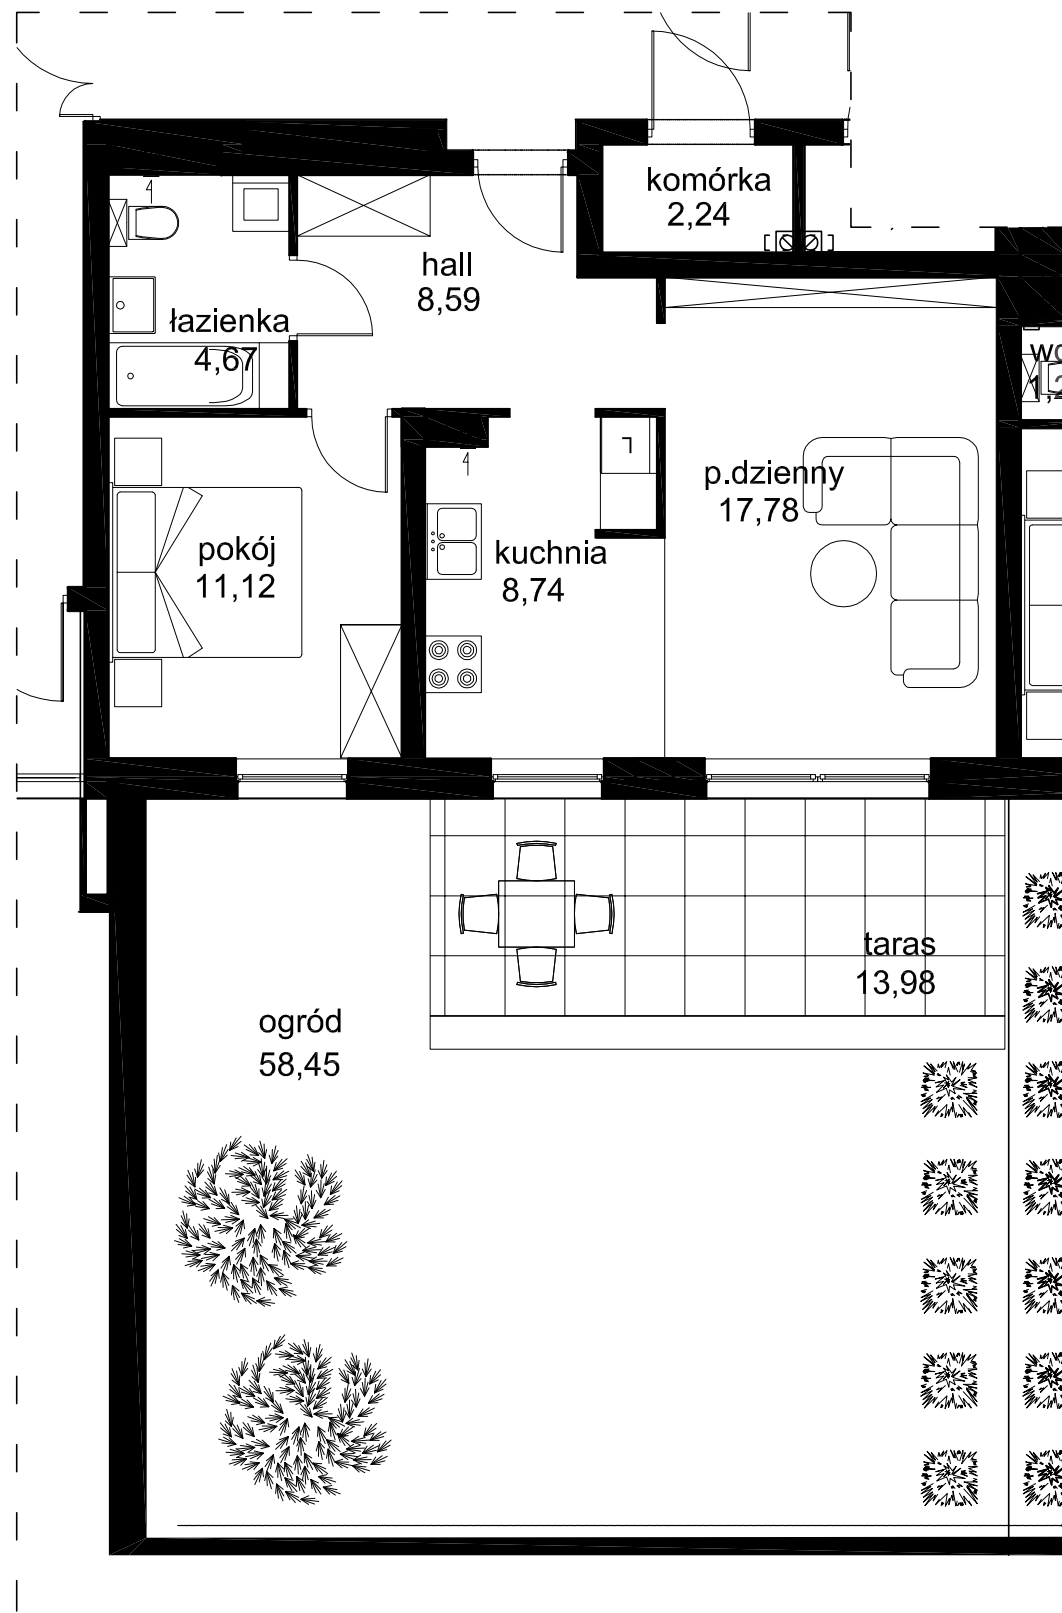 komórka
2,24
hall
8,59
łazienka
4,67
p.dzienny
17,78
pokój
11,12
kuchnia
8,74
taras
13,98
ogród
58,45